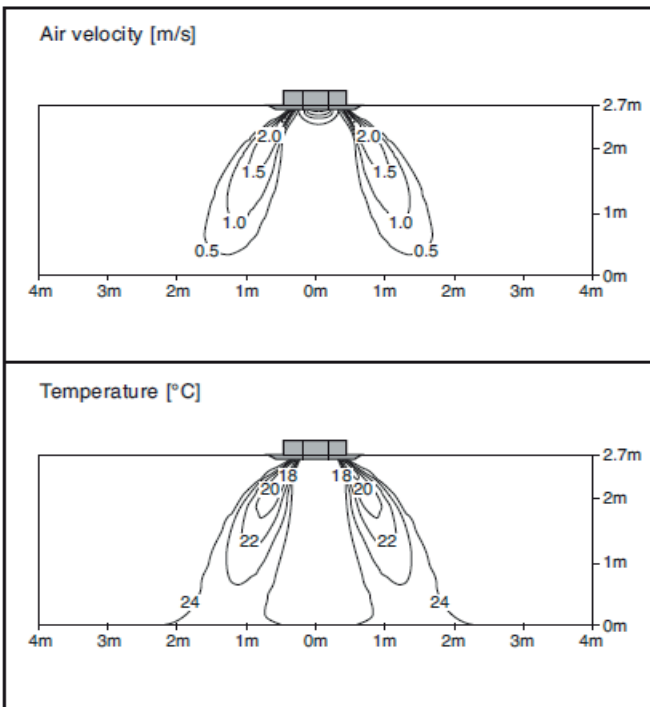 Air velocity [m/s]
2.7m
2.0 2.0
2m
1.5 1.5
1m
1.0 1.0
0.5 0.5
0m
4m 3m 2m 1m 0m 1m 2m 3m 4m
Temperature [°C]
2.7m
18 18
20 20
2m
22 22
1m
24 24
0m
4m 3m 2m 1m 0m 1m 2m 3m 4m